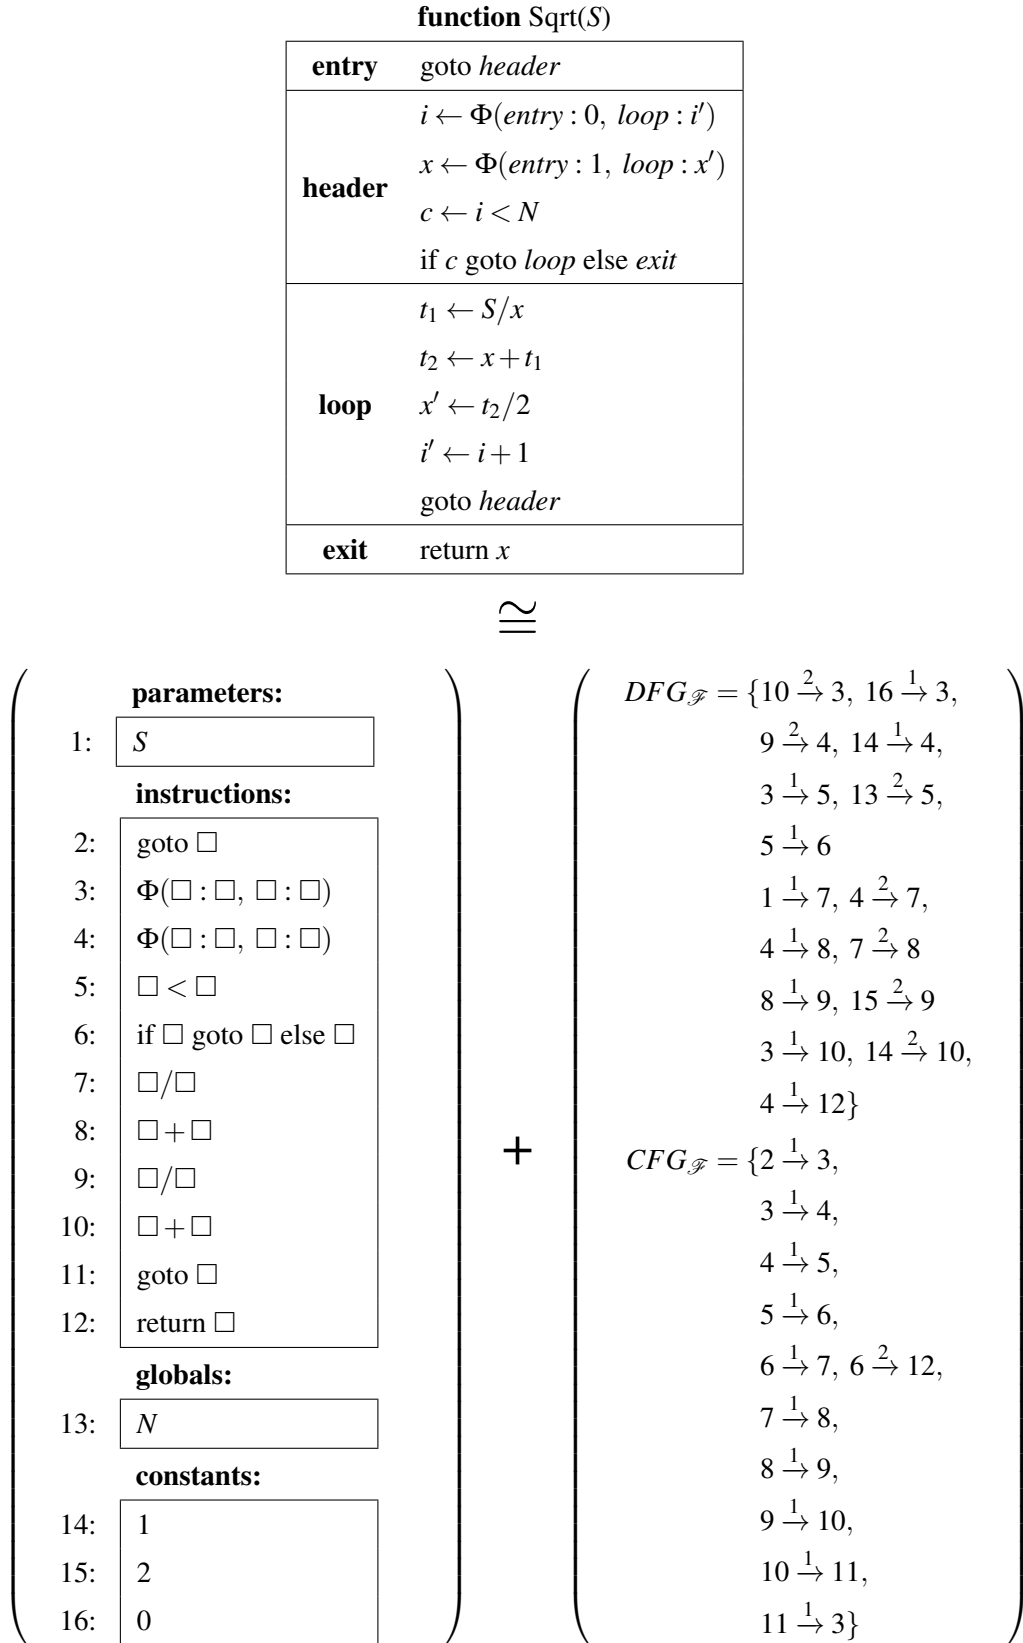 function Sqrt(S)
entry goto header
i ← Φ(entry : 0, loop : i′)
x ← Φ(entry : 1, loop : x′)
header
c ← i < N
if c goto loop else exit
t₁ ← S/x
t₂ ← x + t₁
loop x′ ← t₂/2
i′ ← i + 1
goto header
exit return x
≅
parameters:
1: S
instructions:
2: goto □
3: Φ(□ : □, □ : □)
4: Φ(□ : □, □ : □)
5: □ < □
6: if □ goto □ else □
7: □/□
8: □ + □
9: □/□
10: □ + □
11: goto □
12: return □
globals:
13: N
constants:
14: 1
15: 2
16: 0
+
DFG_ℱ = {10 →² 3, 16 →¹ 3,
9 →² 4, 14 →¹ 4,
3 →¹ 5, 13 →² 5,
5 →¹ 6
1 →¹ 7, 4 →² 7,
4 →¹ 8, 7 →² 8
8 →¹ 9, 15 →² 9
3 →¹ 10, 14 →² 10,
4 →¹ 12}
CFG_ℱ = {2 →¹ 3,
3 →¹ 4,
4 →¹ 5,
5 →¹ 6,
6 →¹ 7, 6 →² 12,
7 →¹ 8,
8 →¹ 9,
9 →¹ 10,
10 →¹ 11,
11 →¹ 3}